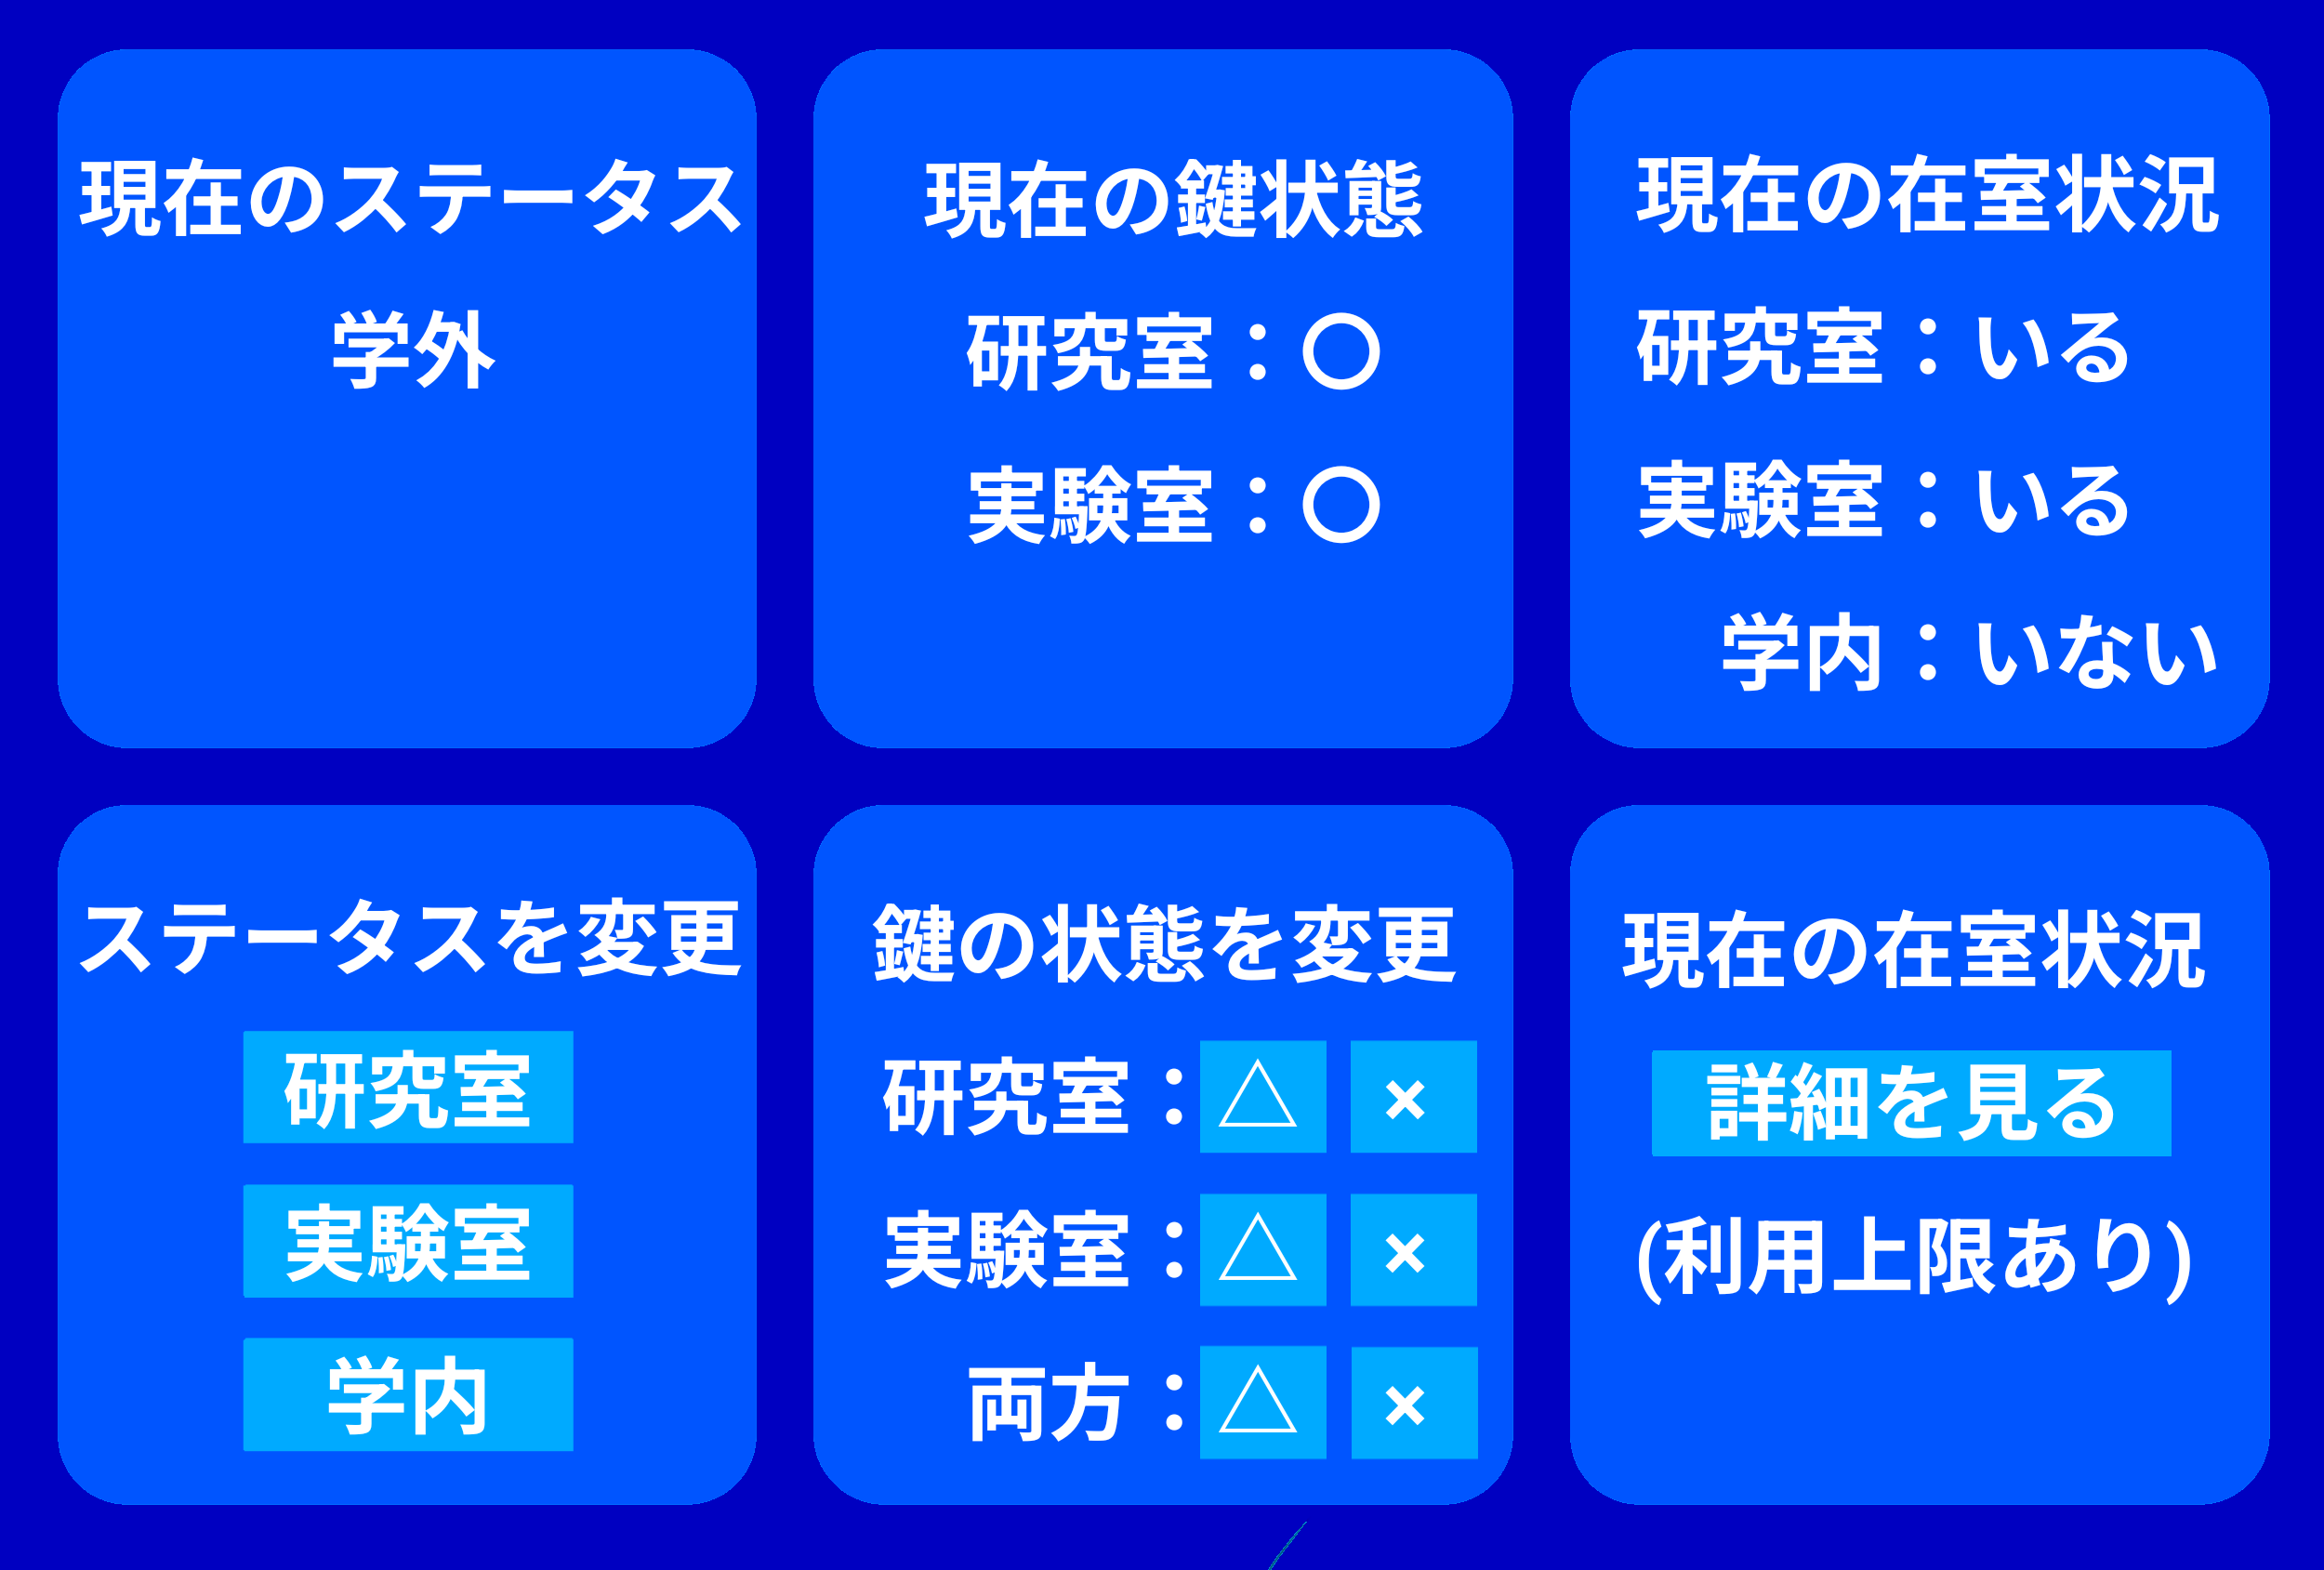 現在のステータス
学外
現在の鍵状態
研究室：○
実験室：○
現在の在室状況
研究室：いる
実験室：いる
学内：いない
ステータスを変更
研究室
実験室
学内
鍵の状態を変更
研究室：△ ×
実験室：△ ×
両方：△ ×
現在の在室状況
詳細を見る
(利用上限あり)